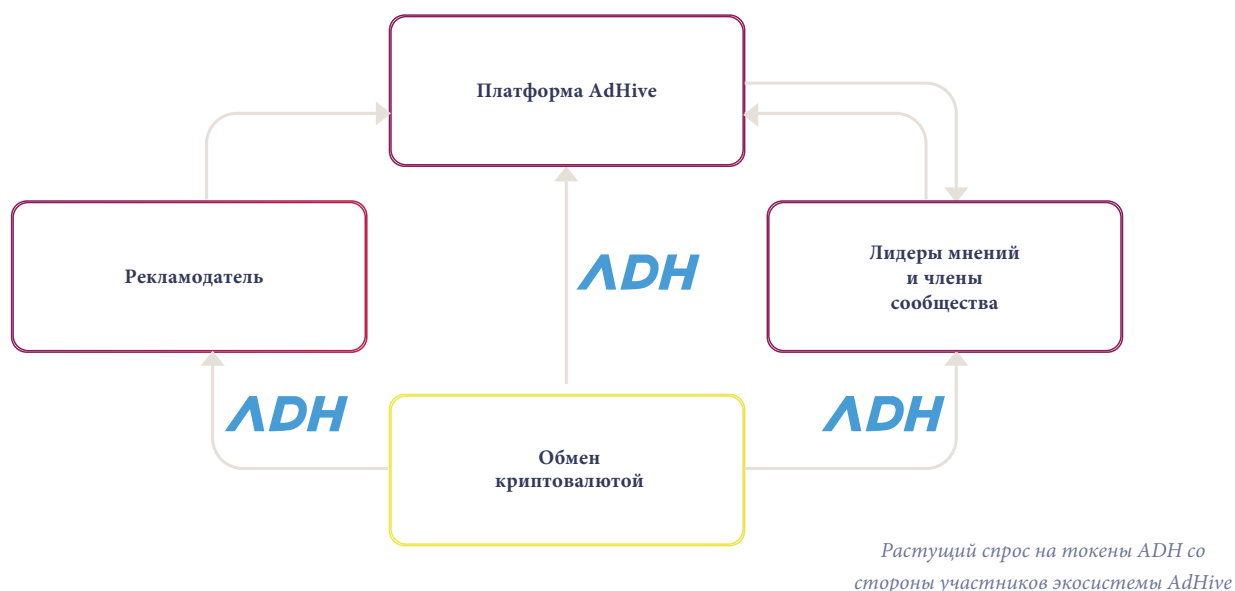 Платформа AdHive
Рекламодатель
Лидеры мнений
и члены
сообщества
ADH
ADH
ADH
Обмен
криптовалютой
Растущий спрос на токены ADH со
стороны участников экосистемы AdHive